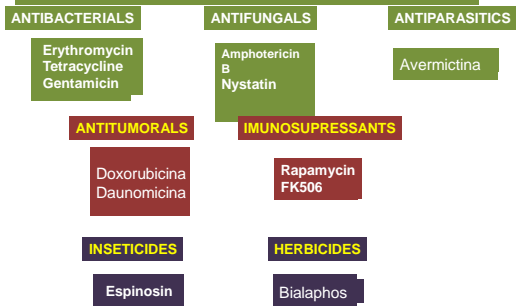 ANTIBACTERIALS
ANTIFUNGALS
ANTIPARASITICS
Erythromycin
Tetracycline
Gentamicin
Amphotericin
B
Nystatin
Avermictina
ANTITUMORALS
IMUNOSUPRESSANTS
Doxorubicina
Daunomicina
Rapamycin
FK506
INSETICIDES
HERBICIDES
Espinosin
Bialaphos